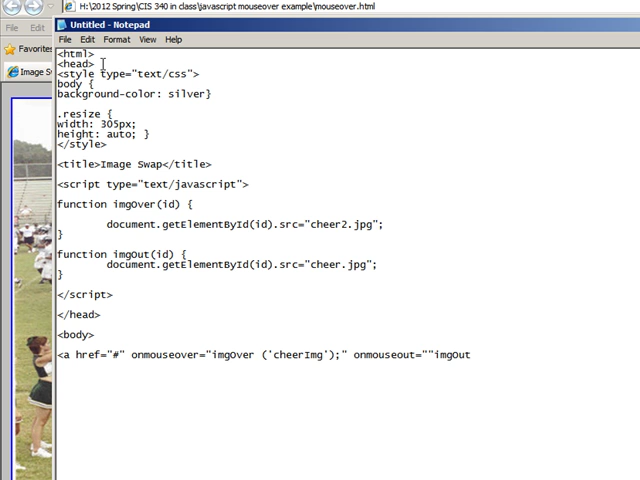 H:\2012 Spring\CIS 340 in class\javascript mouseover example\mouseover.html
Untitled - Notepad
File Edit
File Edit Format View Help
Favorites
Image Sw
<html>
<head>
<style type="text/css">
body {
background-color: silver}
.resize {
width: 305px;
height: auto; }
</style>
<title>Image Swap</title>
<script type="text/javascript">
function imgOver(id) {
document.getElementById(id).src="cheer2.jpg";
}
function imgOut(id) {
document.getElementById(id).src="cheer.jpg";
}
</script>
</head>
<body>
<a href="#" onmouseover="imgOver ('cheerImg');" onmouseout=""imgOut